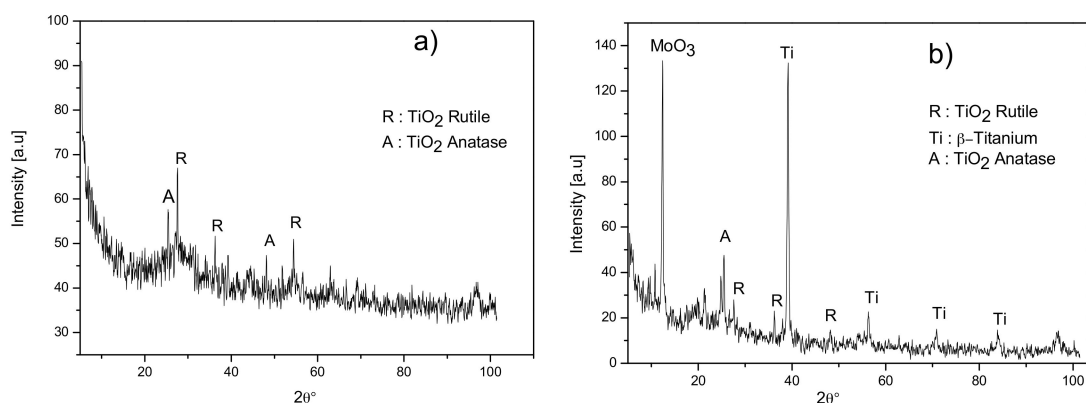 a)
Intensity [a.u]
100
90
80
70
60
50
40
30
R : TiO2 Rutile
A : TiO2 Anatase
A
R
R
A
R
20 40 60 80 100
2θ°
b)
Intensity [a.u]
140
120
100
80
60
40
20
0
MoO3
Ti
R : TiO2 Rutile
Ti : β−Titanium
A : TiO2 Anatase
A
R
R
R
Ti
Ti
Ti
20 40 60 80 100
2θ°